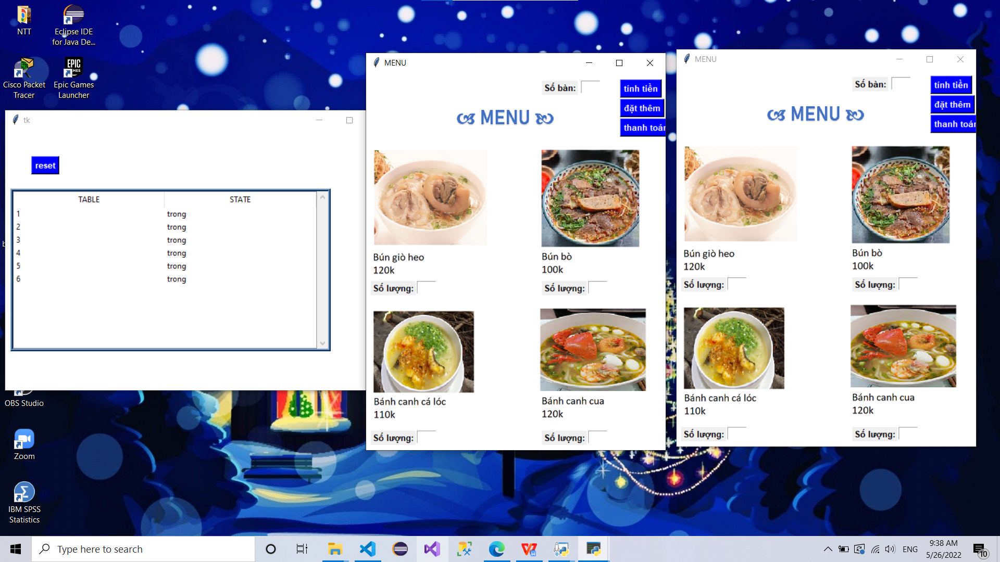 NTT
Eclipse IDE
for Java De...
Cisco Packet
Tracer
EPIC
GAMES
Epic Games
Launcher
tk
reset
TABLE STATE
1 trong
2 trong
3 trong
4 trong
5 trong
6 trong
OBS Studio
Zoom
IBM SPSS
Statistics
MENU
Số bàn:
tính tiền
đặt thêm
thanh toán
MENU
Bún giò heo
120k
Số lượng:
Bún bò
100k
Số lượng:
Bánh canh cá lóc
110k
Số lượng:
Bánh canh cua
120k
Số lượng:
MENU
Số bàn:
tính tiền
đặt thêm
thanh toán
MENU
Bún giò heo
120k
Số lượng:
Bún bò
100k
Số lượng:
Bánh canh cá lóc
110k
Số lượng:
Bánh canh cua
120k
Số lượng:
Type here to search
ENG
9:38 AM
5/26/2022
10